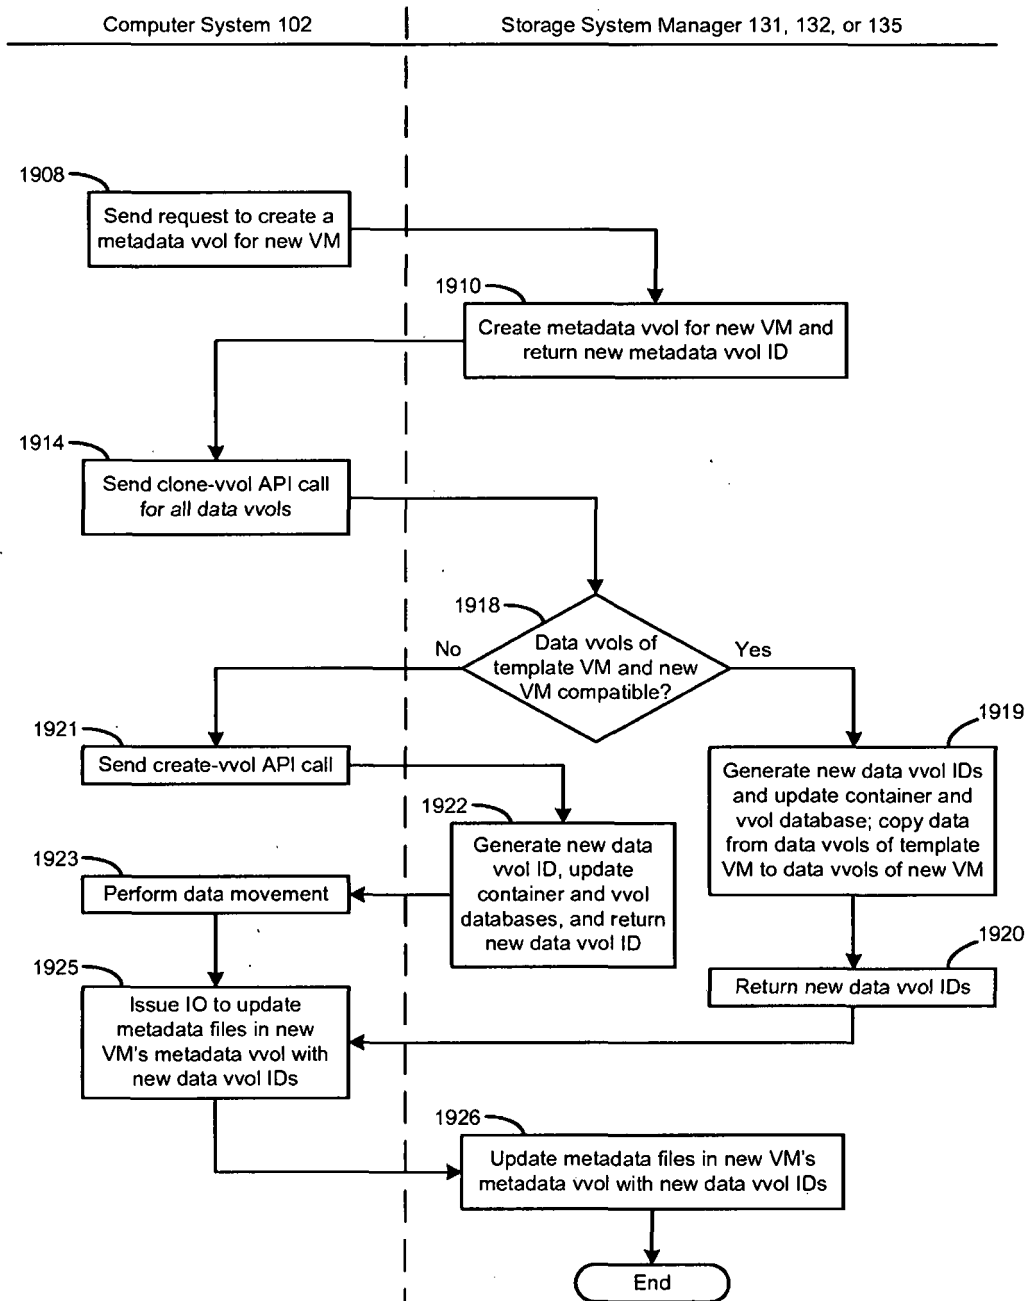 Computer System 102
Storage System Manager 131, 132, or 135
1908
Send request to create a
metadata vvol for new VM
1910
Create metadata vvol for new VM and
return new metadata vvol ID
1914
Send clone-vvol API call
for all data vvols
1918
Data vvols of
template VM and new
VM compatible?
No
Yes
1921
Send create-vvol API call
1919
Generate new data vvol IDs
and update container and
vvol database; copy data
from data vvols of template
VM to data vvols of new VM
1922
Generate new data
vvol ID, update
container and vvol
databases, and return
new data vvol ID
1923
Perform data movement
1920
Return new data vvol IDs
1925
Issue IO to update
metadata files in new
VM's metadata vvol with
new data vvol IDs
1926
Update metadata files in new VM's
metadata vvol with new data vvol IDs
End